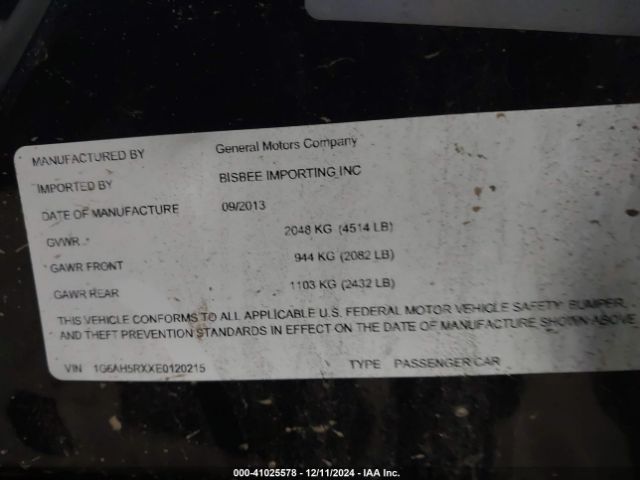 MANUFACTURED BY General Motors Company
IMPORTED BY BISBEE IMPORTING INC
DATE OF MANUFACTURE 09/2013
GVWR 2048 KG (4514 LB)
GAWR FRONT 944 KG (2082 LB)
GAWR REAR 1103 KG (2432 LB)
THIS VEHICLE CONFORMS TO ALL APPLICABLE U.S. FEDERAL MOTOR VEHICLE SAFETY, BUMPER,
AND THEFT PREVENTION STANDARDS IN EFFECT ON THE DATE OF MANUFACTURE SHOWN ABOVE
VIN 1G6AH5RXXE0120215 TYPE PASSENGER CAR
000-41025578 - 12/11/2024 - IAA Inc.